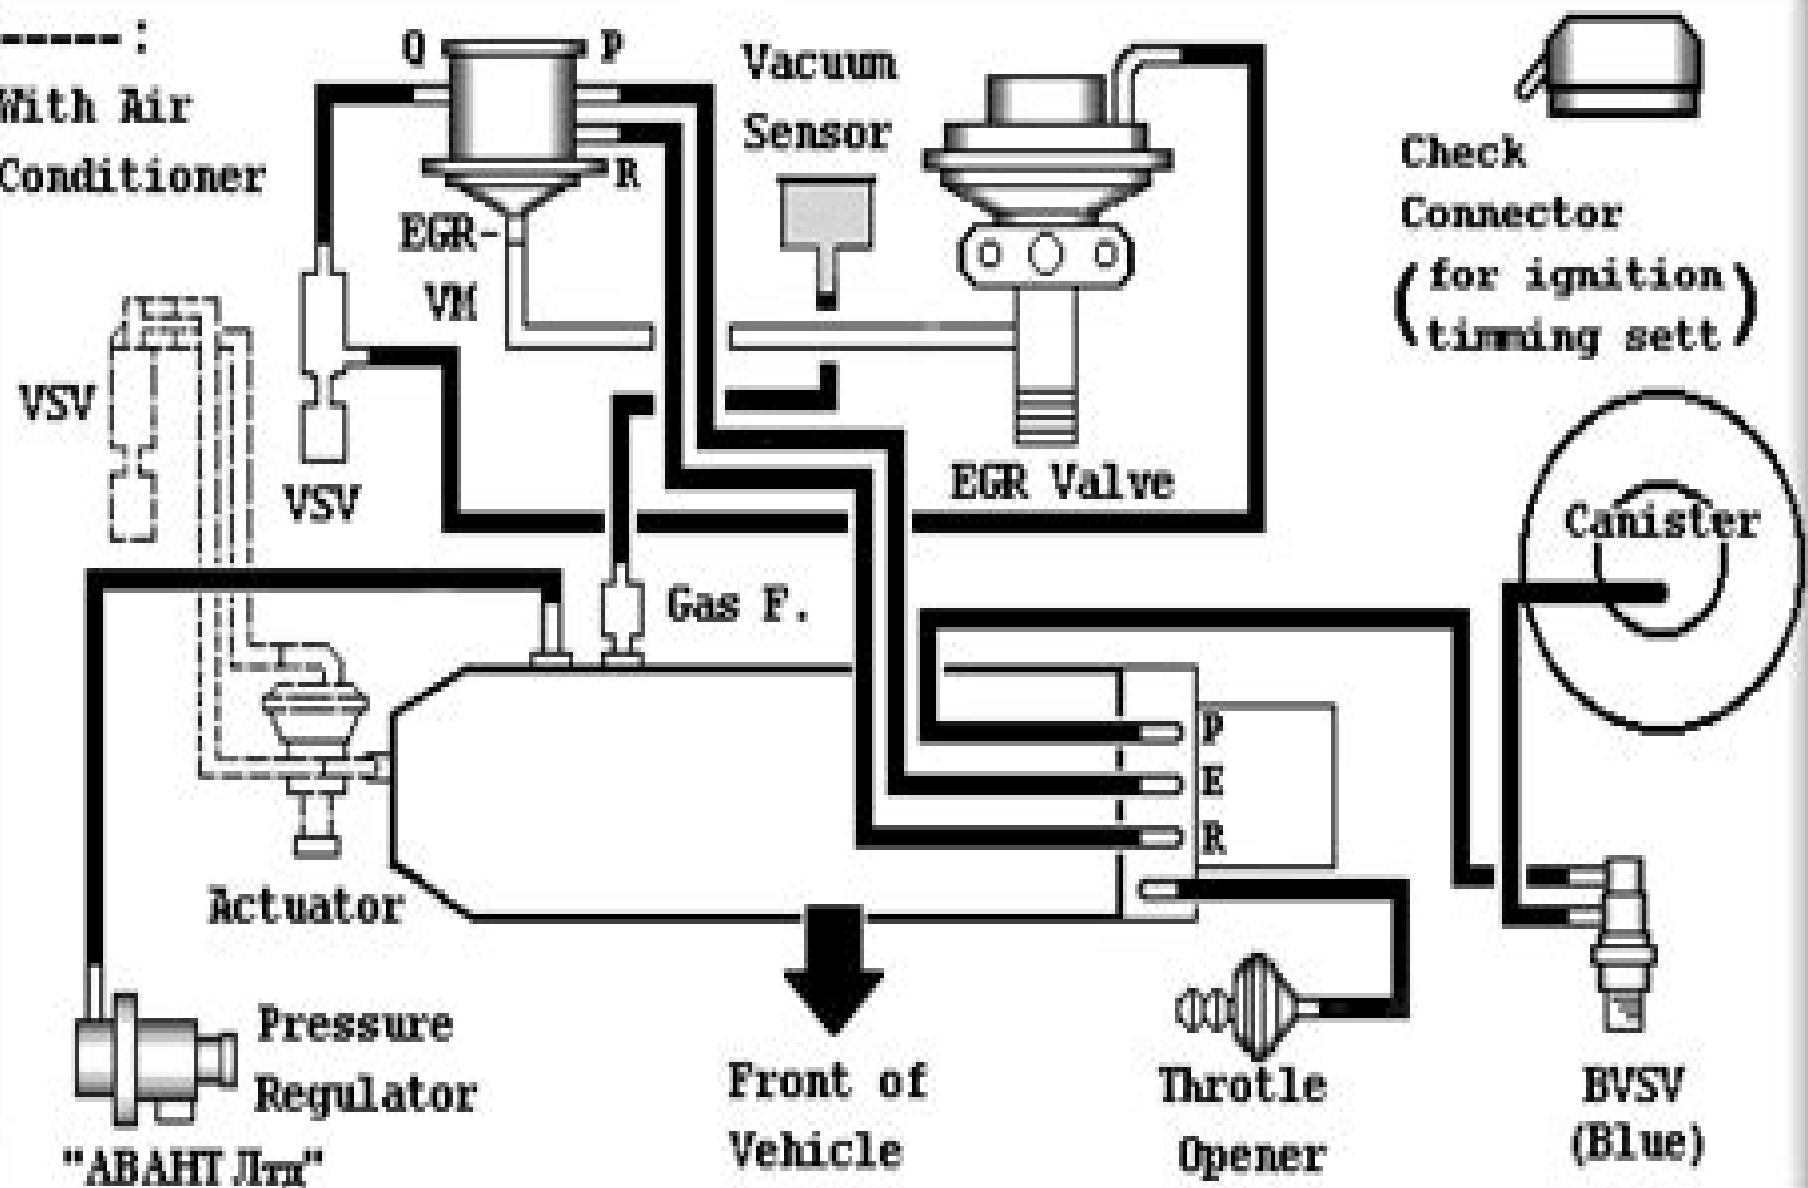 -----:
With Air
Conditioner
Q
P
R
EGR-
VM
Vacuum
Sensor
Check
Connector
(for ignition
timming sett)
VSV
VSV
EGR Valve
Canister
Gas F.
P
E
R
Actuator
Pressure
Regulator
Front of
Vehicle
Throtle
Opener
BVSV
(Blue)
"АВАНТ Лтд"